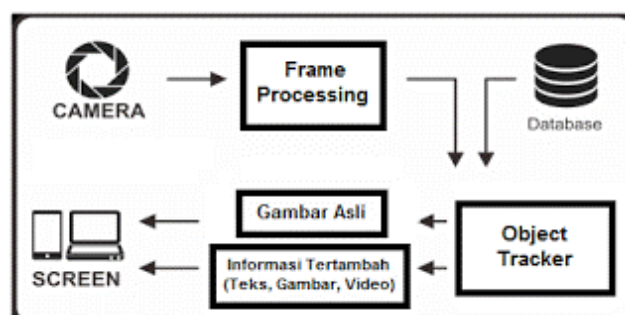 CAMERA
Frame
Processing
Database
SCREEN
Gambar Asli
Informasi Tertambah
(Teks, Gambar, Video)
Object
Tracker